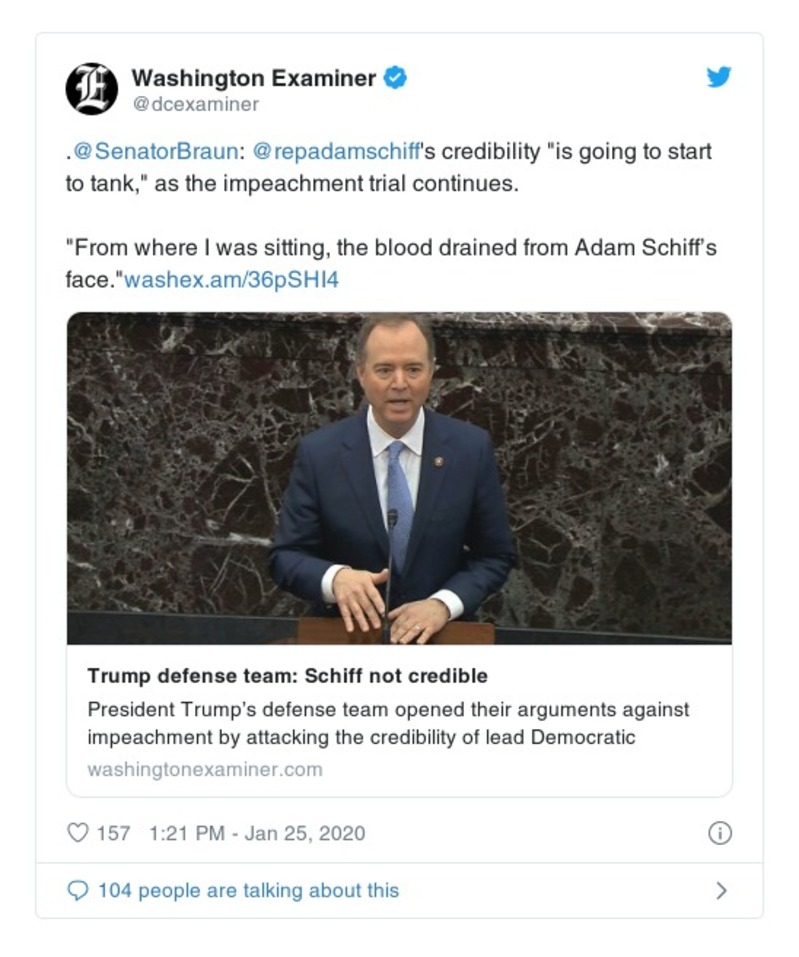 Washington Examiner
@dcexaminer
.@SenatorBraun: @repadamschiff's credibility "is going to start
to tank," as the impeachment trial continues.
"From where I was sitting, the blood drained from Adam Schiff’s
face."washex.am/36pSHI4
Trump defense team: Schiff not credible
President Trump’s defense team opened their arguments against
impeachment by attacking the credibility of lead Democratic
washingtonexaminer.com
157 1:21 PM - Jan 25, 2020
104 people are talking about this